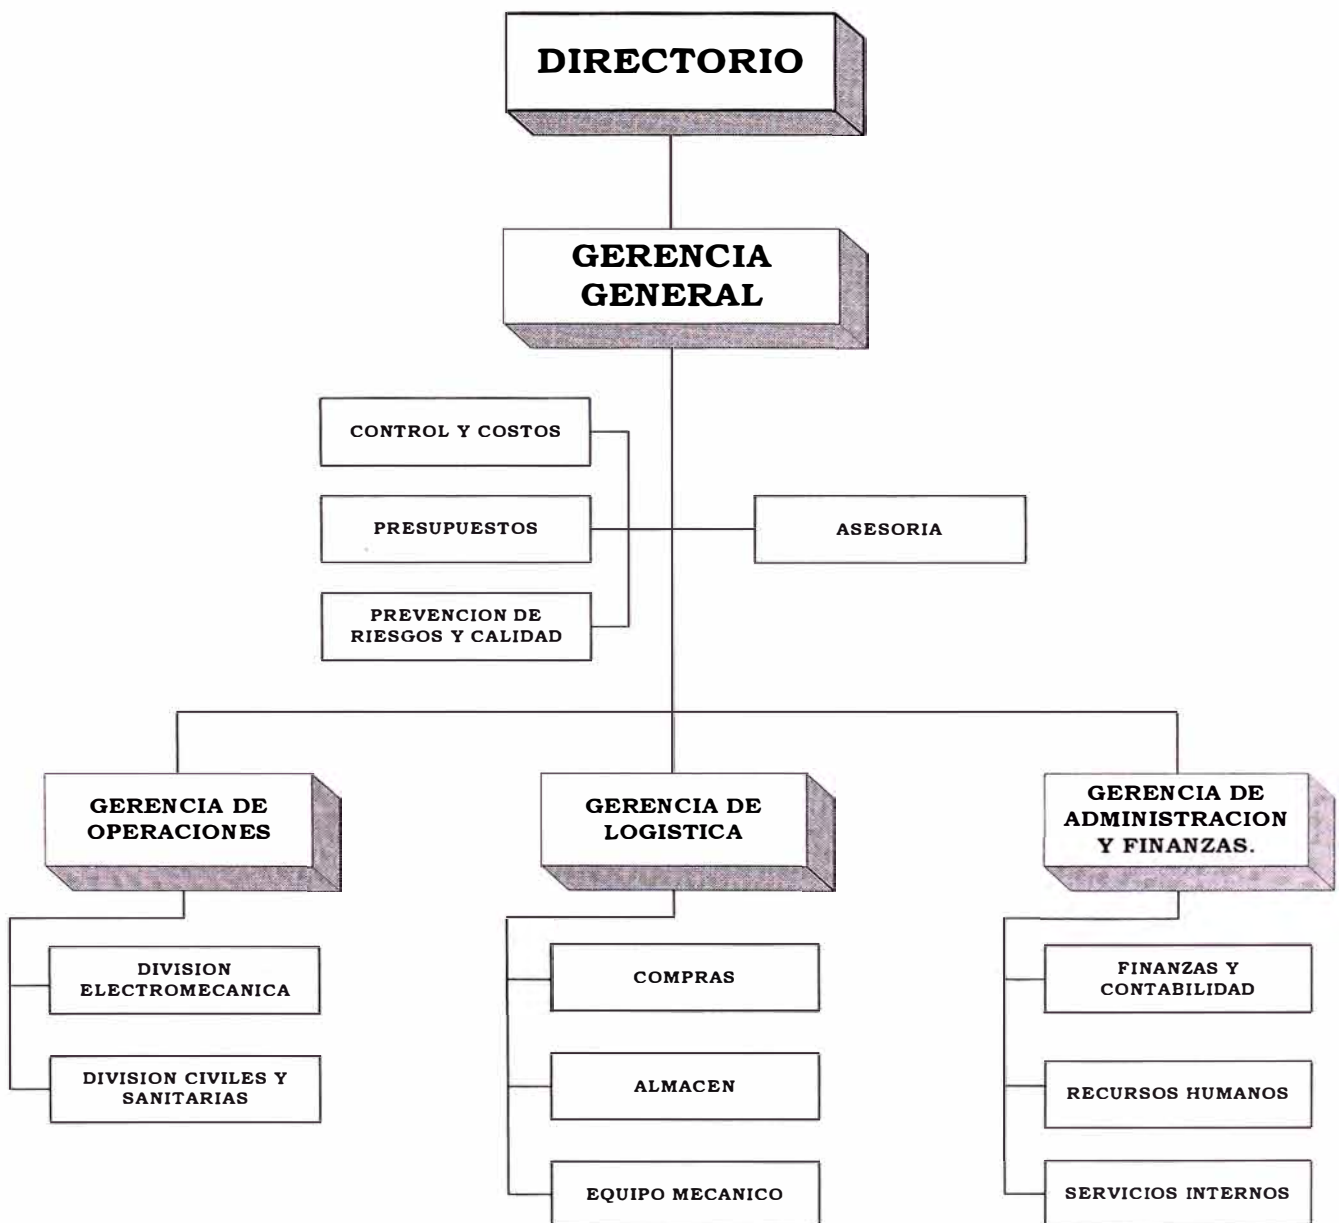 DIRECTORIO
GERENCIA
GENERAL
CONTROL Y COSTOS
PRESUPUESTOS
ASESORIA
PREVENCION DE
RIESGOS Y CALIDAD
GERENCIA DE
OPERACIONES
GERENCIA DE
LOGISTICA
GERENCIA DE
ADMINISTRACION
Y FINANZAS.
DIVISION
ELECTROMECANICA
DIVISION CIVILES Y
SANITARIAS
COMPRAS
ALMACEN
EQUIPO MECANICO
FINANZAS Y
CONTABILIDAD
RECURSOS HUMANOS
SERVICIOS INTERNOS